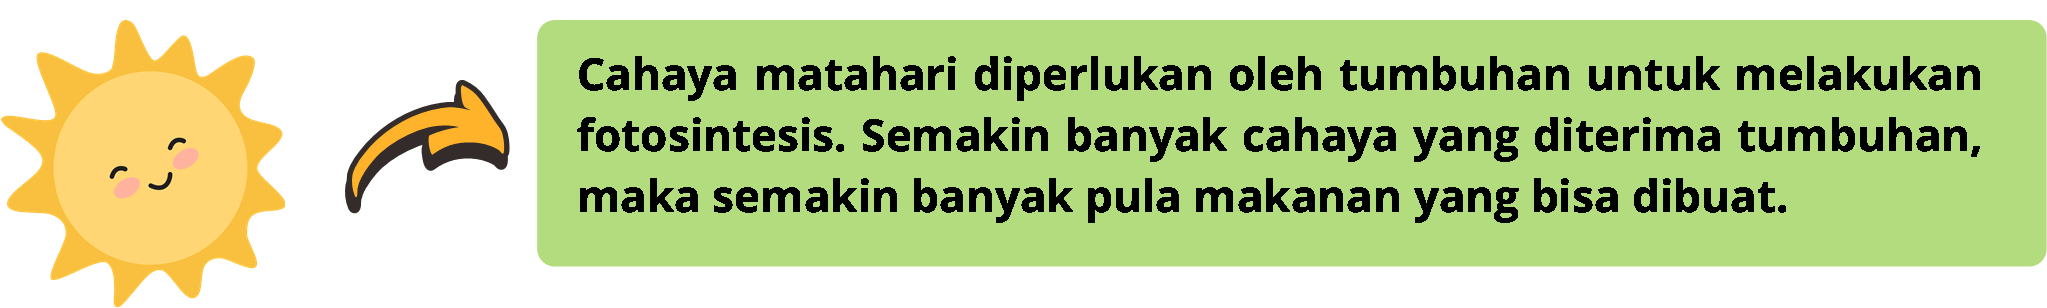 Cahaya matahari diperlukan oleh tumbuhan untuk melakukan
fotosintesis. Semakin banyak cahaya yang diterima tumbuhan,
maka semakin banyak pula makanan yang bisa dibuat.